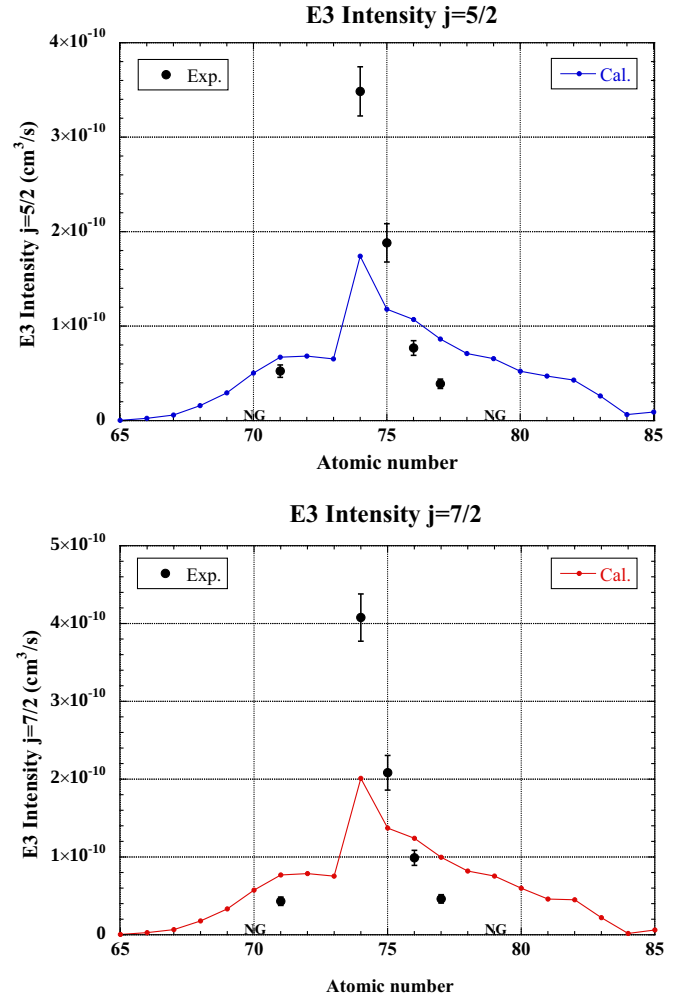 E3 Intensity j=5/2
4×10⁻¹⁰
Exp.
Cal.
3×10⁻¹⁰
2×10⁻¹⁰
1×10⁻¹⁰
0
E3 Intensity j=5/2 (cm³/s)
NG
NG
65 70 75 80 85
Atomic number
E3 Intensity j=7/2
5×10⁻¹⁰
Exp.
Cal.
4×10⁻¹⁰
3×10⁻¹⁰
2×10⁻¹⁰
1×10⁻¹⁰
0
E3 Intensity j=7/2 (cm³/s)
NG
NG
65 70 75 80 85
Atomic number